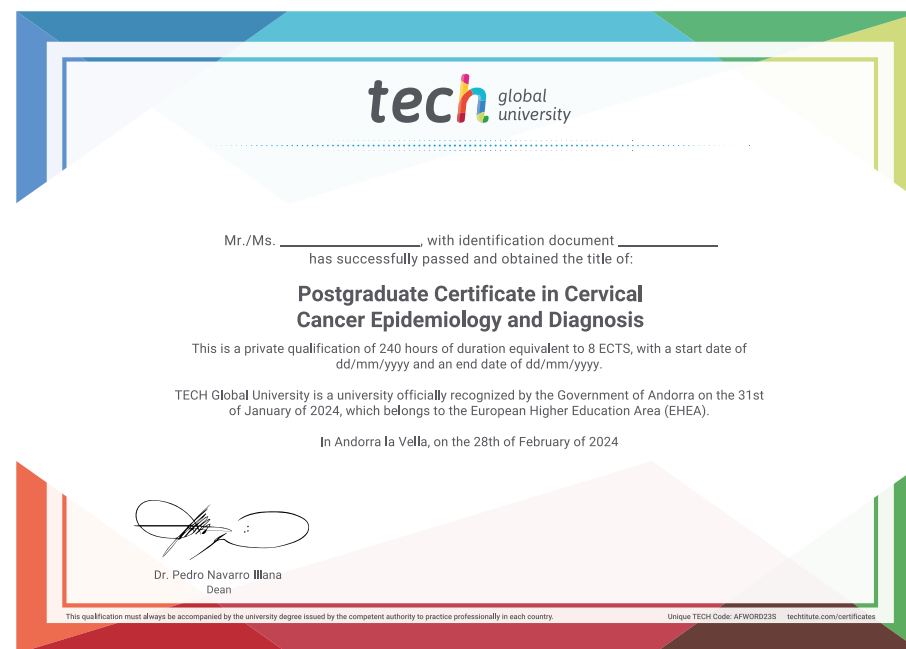 tech global
university
Mr./Ms. ____________________, with identification document ______________
has successfully passed and obtained the title of:
Postgraduate Certificate in Cervical
Cancer Epidemiology and Diagnosis
This is a private qualification of 240 hours of duration equivalent to 8 ECTS, with a start date of
dd/mm/yyyy and an end date of dd/mm/yyyy.
TECH Global University is a university officially recognized by the Government of Andorra on the 31st
of January of 2024, which belongs to the European Higher Education Area (EHEA).
In Andorra la Vella, on the 28th of February of 2024
Dr. Pedro Navarro Illana
Dean
This qualification must always be accompanied by the university degree issued by the competent authority to practice professionally in each country.
Unique TECH Code: AFWORD23S techtitute.com/certificates